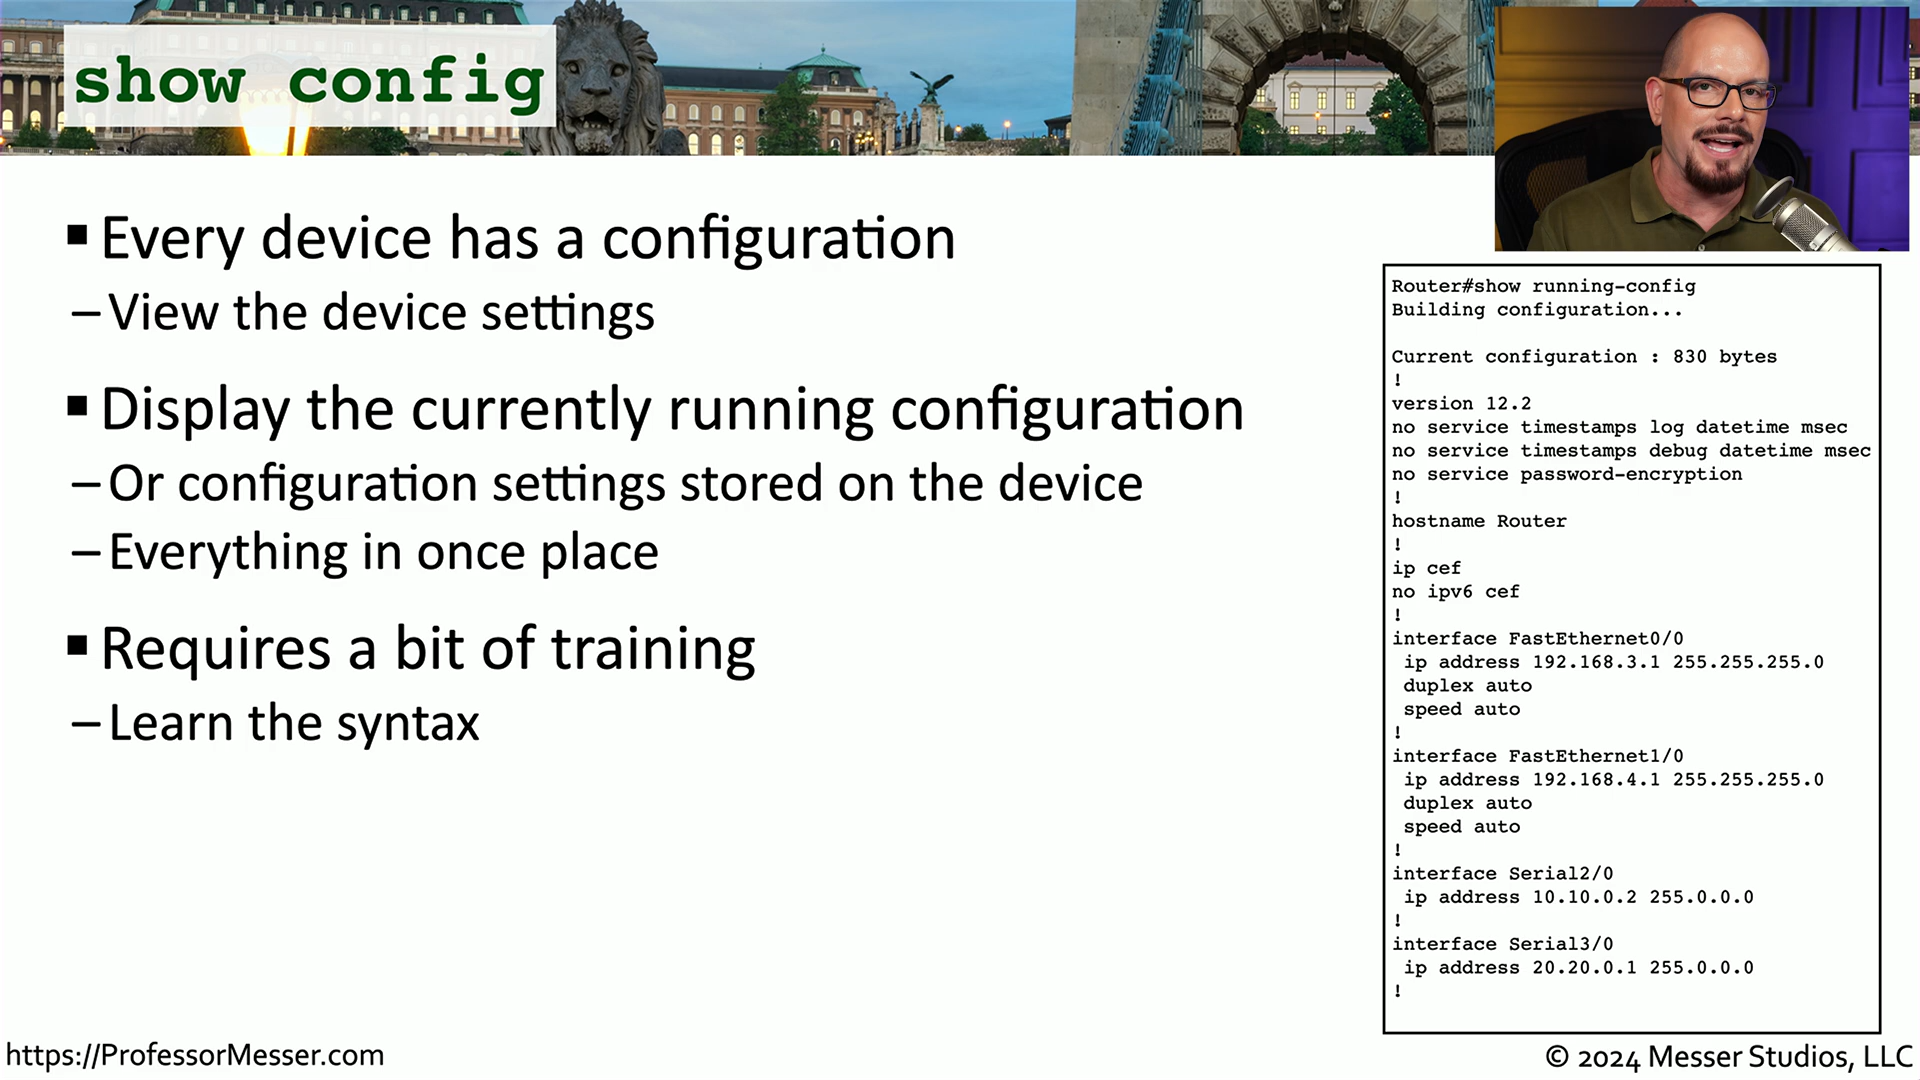 show config
▪ Every device has a configuration
– View the device settings
▪ Display the currently running configuration
– Or configuration settings stored on the device
– Everything in once place
▪ Requires a bit of training
– Learn the syntax
Router#show running-config
Building configuration...
Current configuration : 830 bytes
!
version 12.2
no service timestamps log datetime msec
no service timestamps debug datetime msec
no service password-encryption
!
hostname Router
!
ip cef
no ipv6 cef
!
interface FastEthernet0/0
ip address 192.168.3.1 255.255.255.0
duplex auto
speed auto
!
interface FastEthernet1/0
ip address 192.168.4.1 255.255.255.0
duplex auto
speed auto
!
interface Serial2/0
ip address 10.10.0.2 255.0.0.0
!
interface Serial3/0
ip address 20.20.0.1 255.0.0.0
!
https://ProfessorMesser.com
© 2024 Messer Studios, LLC